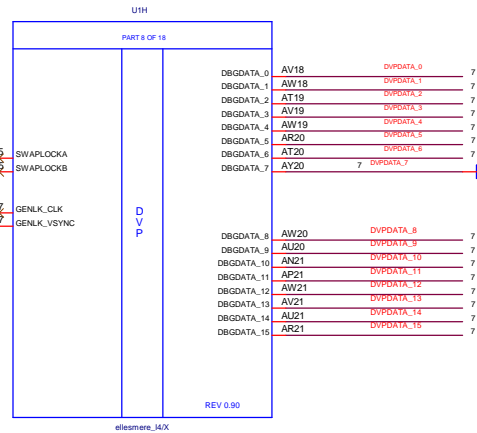 U1H
PART 8 OF 18
DBGDATA_0 AV18 DVPDATA_0 7
DBGDATA_1 AW18 DVPDATA_1 7
DBGDATA_2 AT19 DVPDATA_2 7
DBGDATA_3 AV19 DVPDATA_3 7
DBGDATA_4 AW19 DVPDATA_4 7
DBGDATA_5 AR20 DVPDATA_5 7
SWAPLOCKA DBGDATA_6 AT20 DVPDATA_6 7
SWAPLOCKB DBGDATA_7 AY20 7 DVPDATA_7
GENLK_CLK
GENLK_VSYNC
DVP
DBGDATA_8 AW20 DVPDATA_8 7
DBGDATA_9 AU20 DVPDATA_9 7
DBGDATA_10 AN21 DVPDATA_10 7
DBGDATA_11 AP21 DVPDATA_11 7
DBGDATA_12 AW21 DVPDATA_12 7
DBGDATA_13 AV21 DVPDATA_13 7
DBGDATA_14 AU21 DVPDATA_14 7
DBGDATA_15 AR21 DVPDATA_15 7
REV 0.90
ellesmere_l4/X